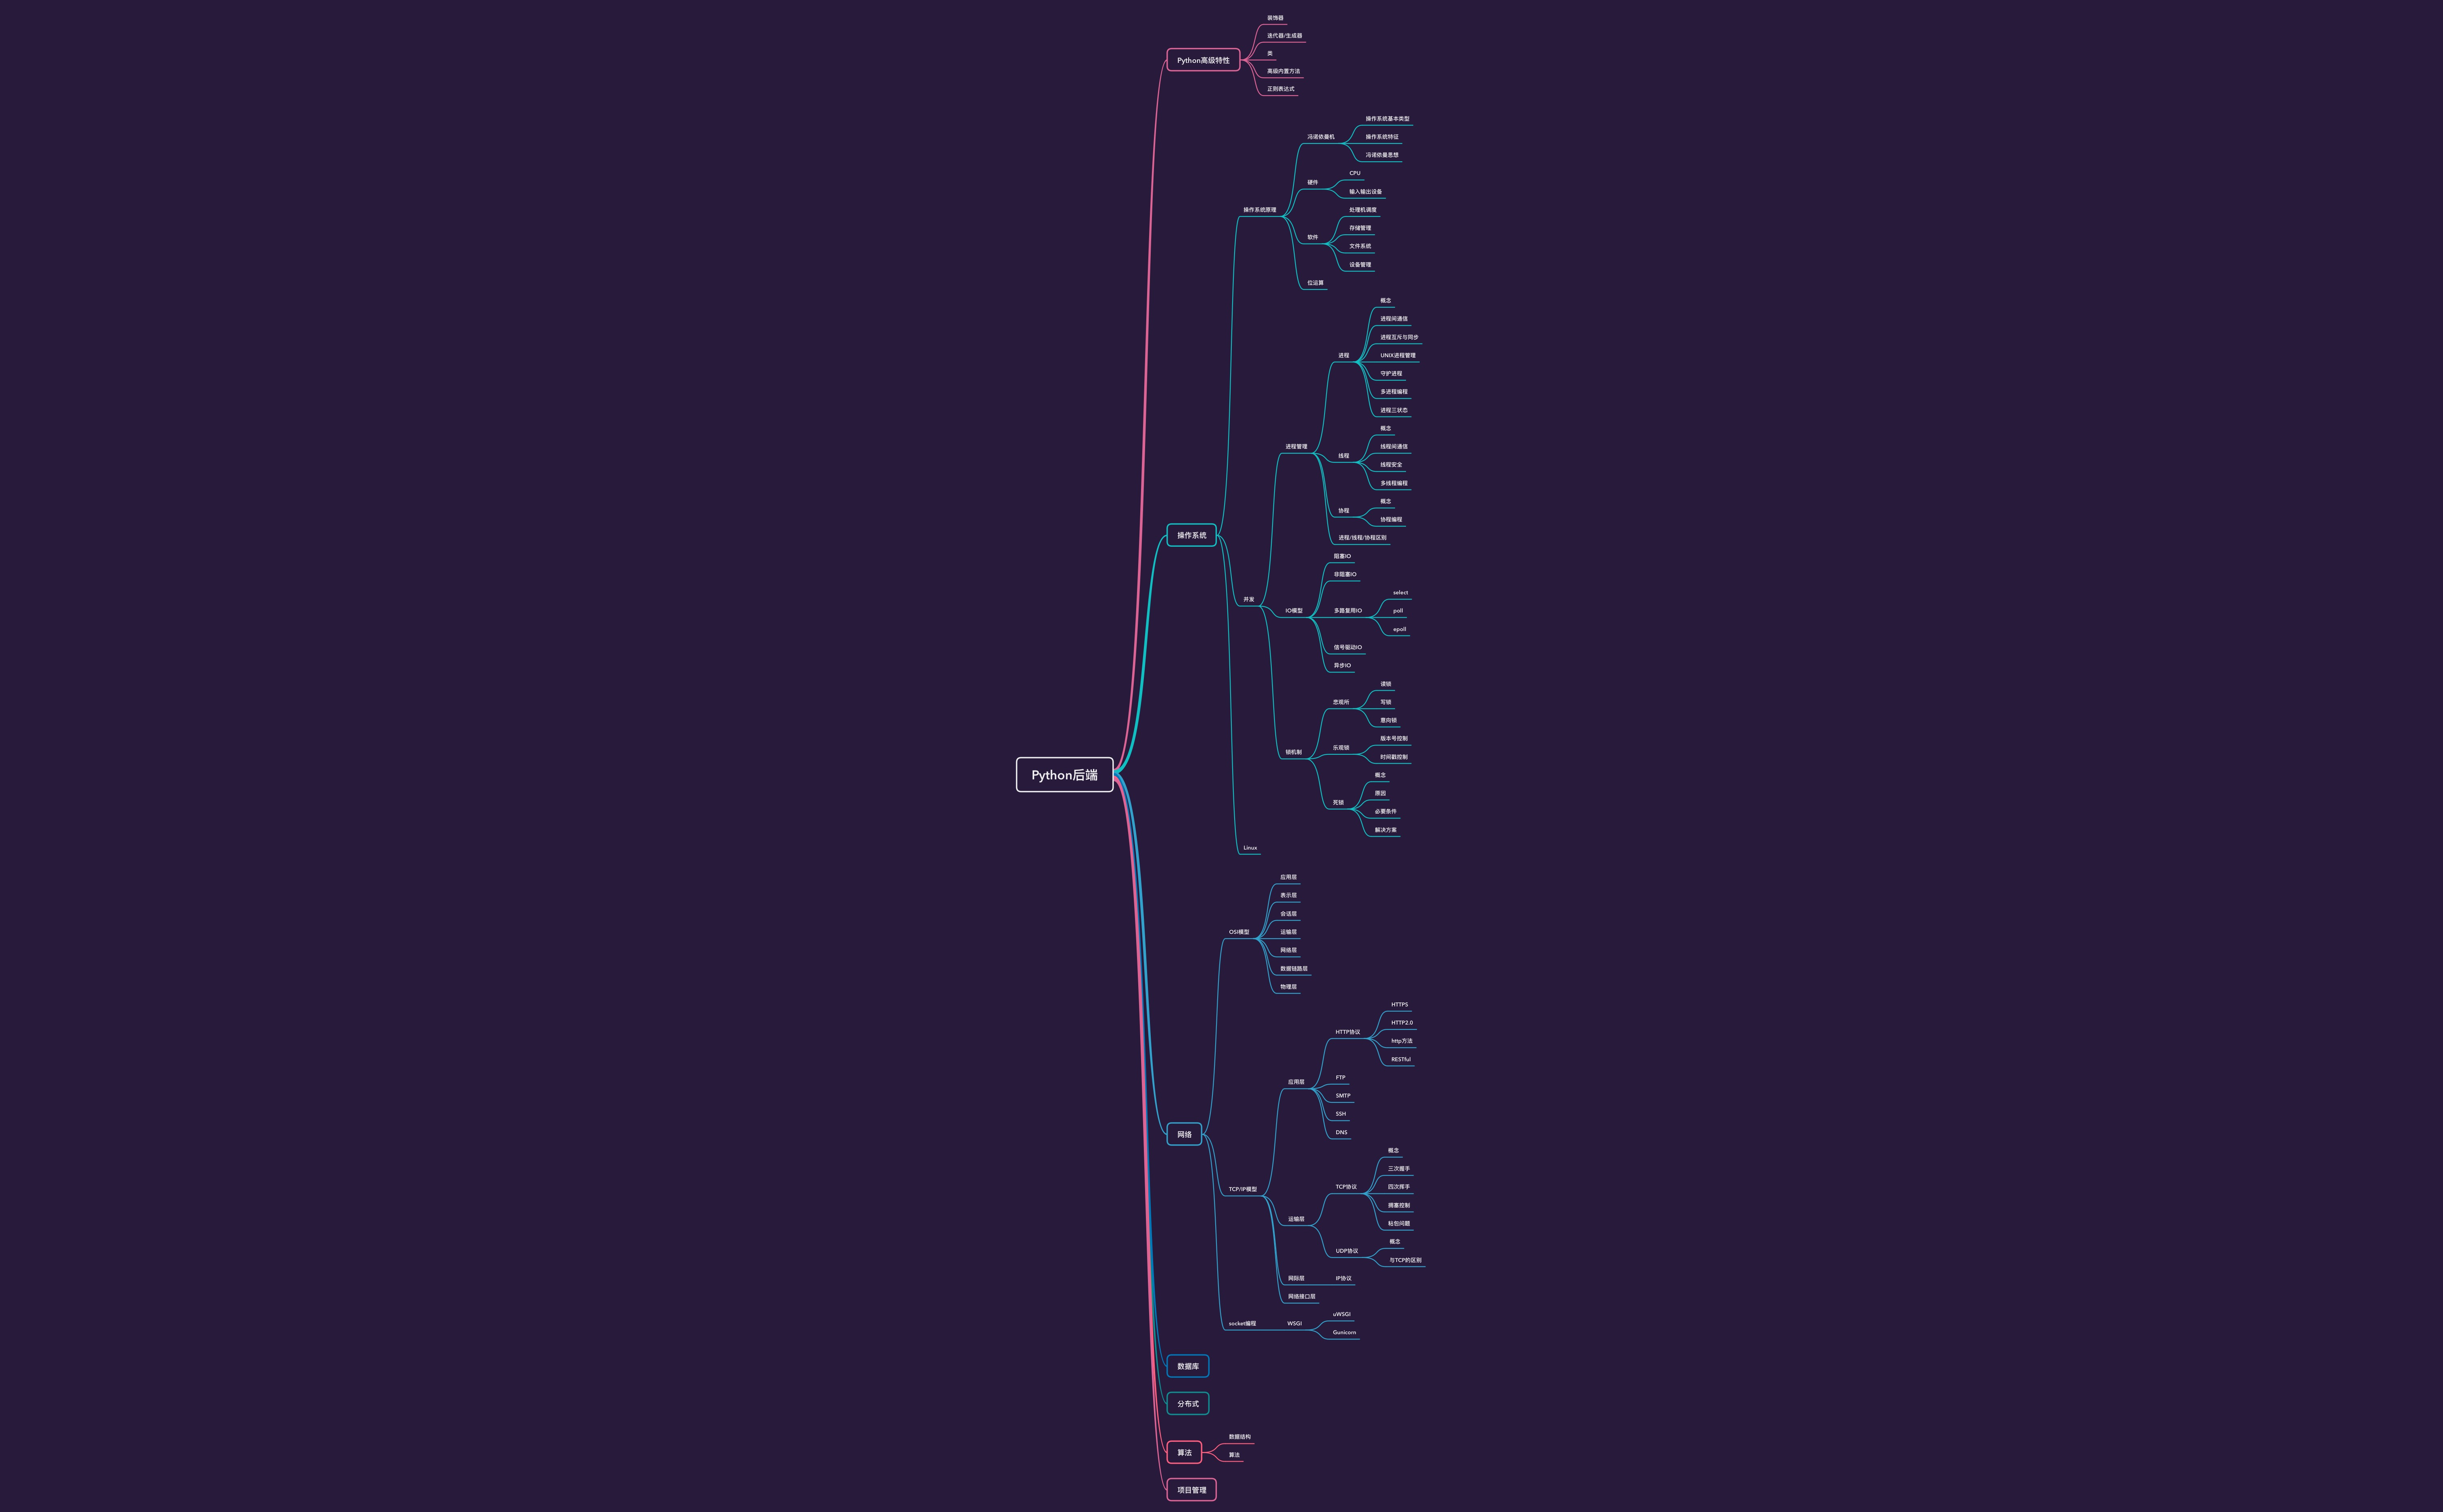 Python后端
Python高级特性
装饰器
迭代器/生成器
类
高级内置方法
正则表达式
操作系统
操作系统原理
冯诺依曼机
操作系统基本类型
操作系统特征
冯诺依曼思想
硬件
CPU
输入输出设备
软件
处理机调度
存储管理
文件系统
设备管理
位运算
并发
进程管理
进程
概念
进程间通信
进程互斥与同步
UNIX进程管理
守护进程
多进程编程
进程三状态
线程
概念
线程间通信
线程安全
多线程编程
协程
概念
协程编程
进程/线程/协程区别
IO模型
阻塞IO
非阻塞IO
多路复用IO
select
poll
epoll
信号驱动IO
异步IO
锁机制
悲观所
读锁
写锁
意向锁
乐观锁
版本号控制
时间戳控制
死锁
概念
原因
必要条件
解决方案
Linux
网络
OSI模型
应用层
表示层
会话层
运输层
网络层
数据链路层
物理层
TCP/IP模型
应用层
HTTP协议
HTTPS
HTTP2.0
http方法
RESTful
FTP
SMTP
SSH
DNS
运输层
TCP协议
概念
三次握手
四次挥手
拥塞控制
粘包问题
UDP协议
概念
与TCP的区别
网际层
IP协议
网络接口层
socket编程
WSGI
uWSGI
Gunicorn
数据库
分布式
算法
数据结构
算法
项目管理